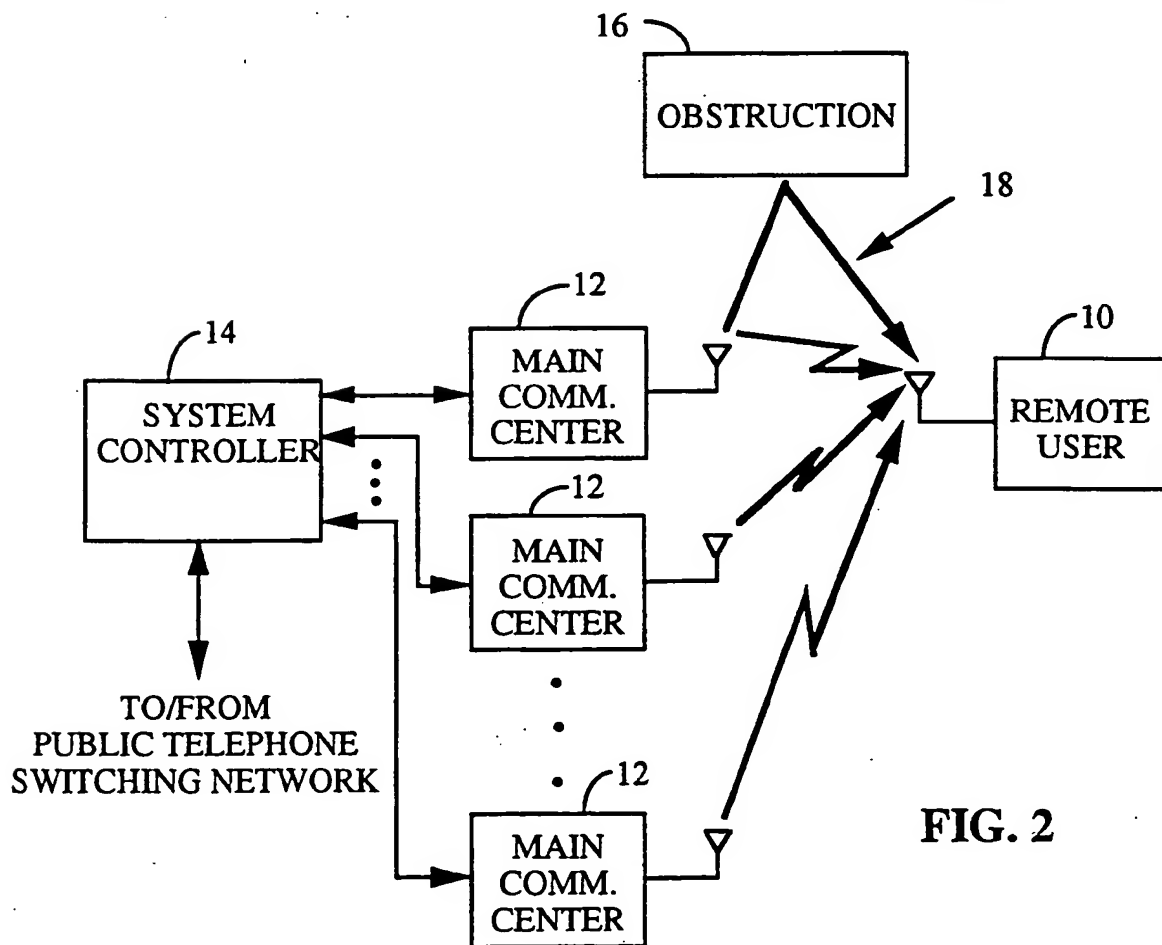 16
OBSTRUCTION
18
12
MAIN
COMM.
CENTER
14
SYSTEM
CONTROLLER
10
REMOTE
USER
12
MAIN
COMM.
CENTER
TO/FROM
PUBLIC TELEPHONE
SWITCHING NETWORK
12
MAIN
COMM.
CENTER
FIG. 2